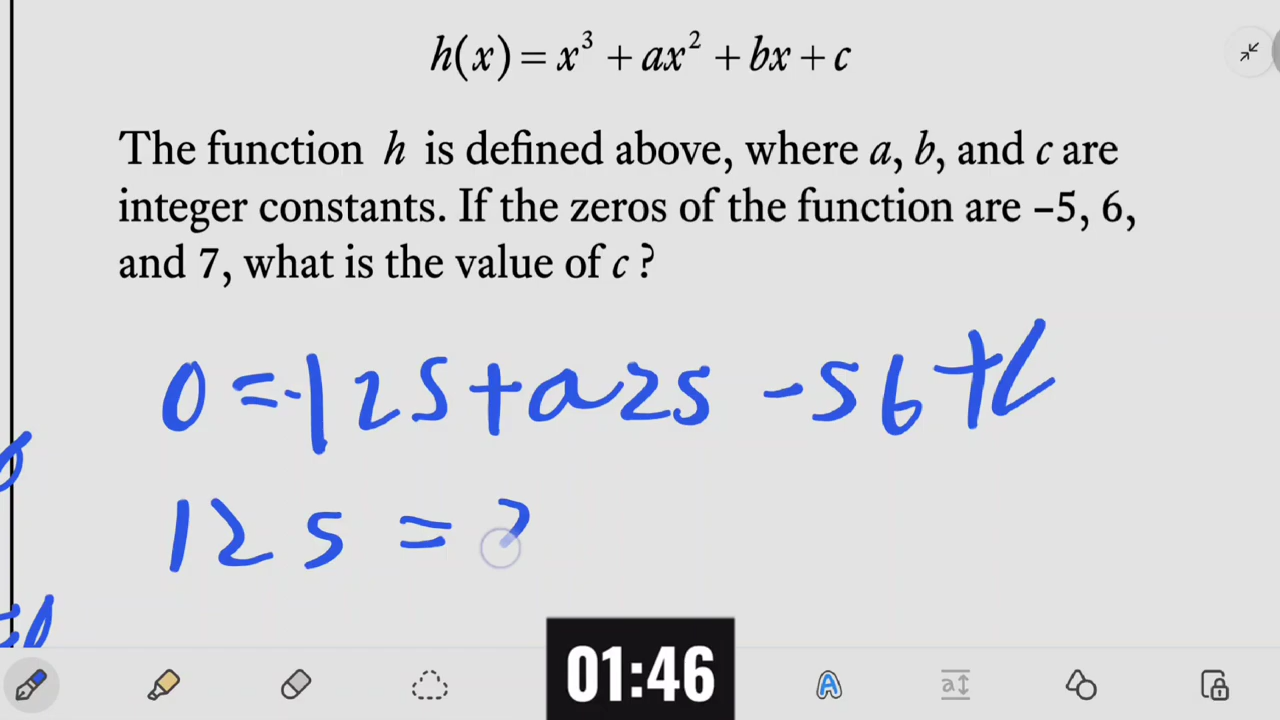 h(x) = x³ + ax² + bx + c
The function h is defined above, where a, b, and c are
integer constants. If the zeros of the function are –5, 6,
and 7, what is the value of c ?
0 = -125 + a25 - 5b + c
125 = 2
01:46
A
a